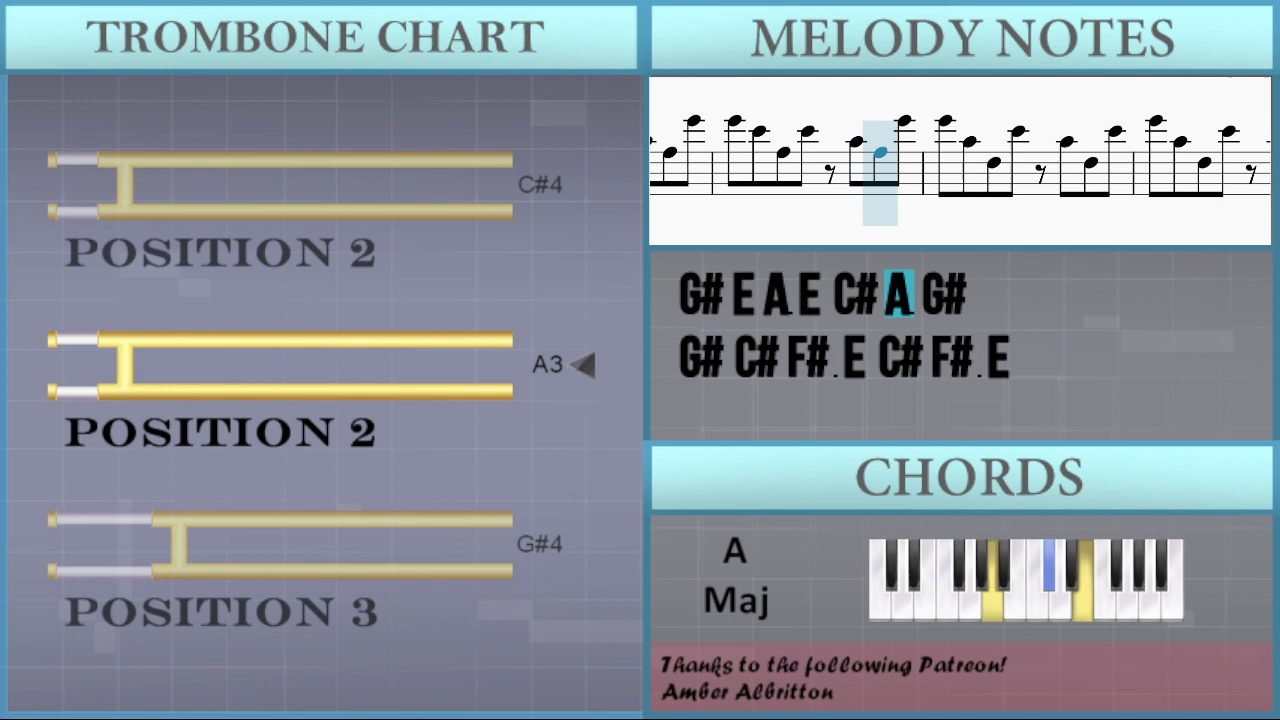 TROMBONE CHART
C#4
POSITION 2
A3
POSITION 2
G#4
POSITION 3
MELODY NOTES
G# E A. E C# A. G#
G# C# F#. E C# F#. E
CHORDS
A
Maj
Thanks to the following Patreon!
Amber Albritton